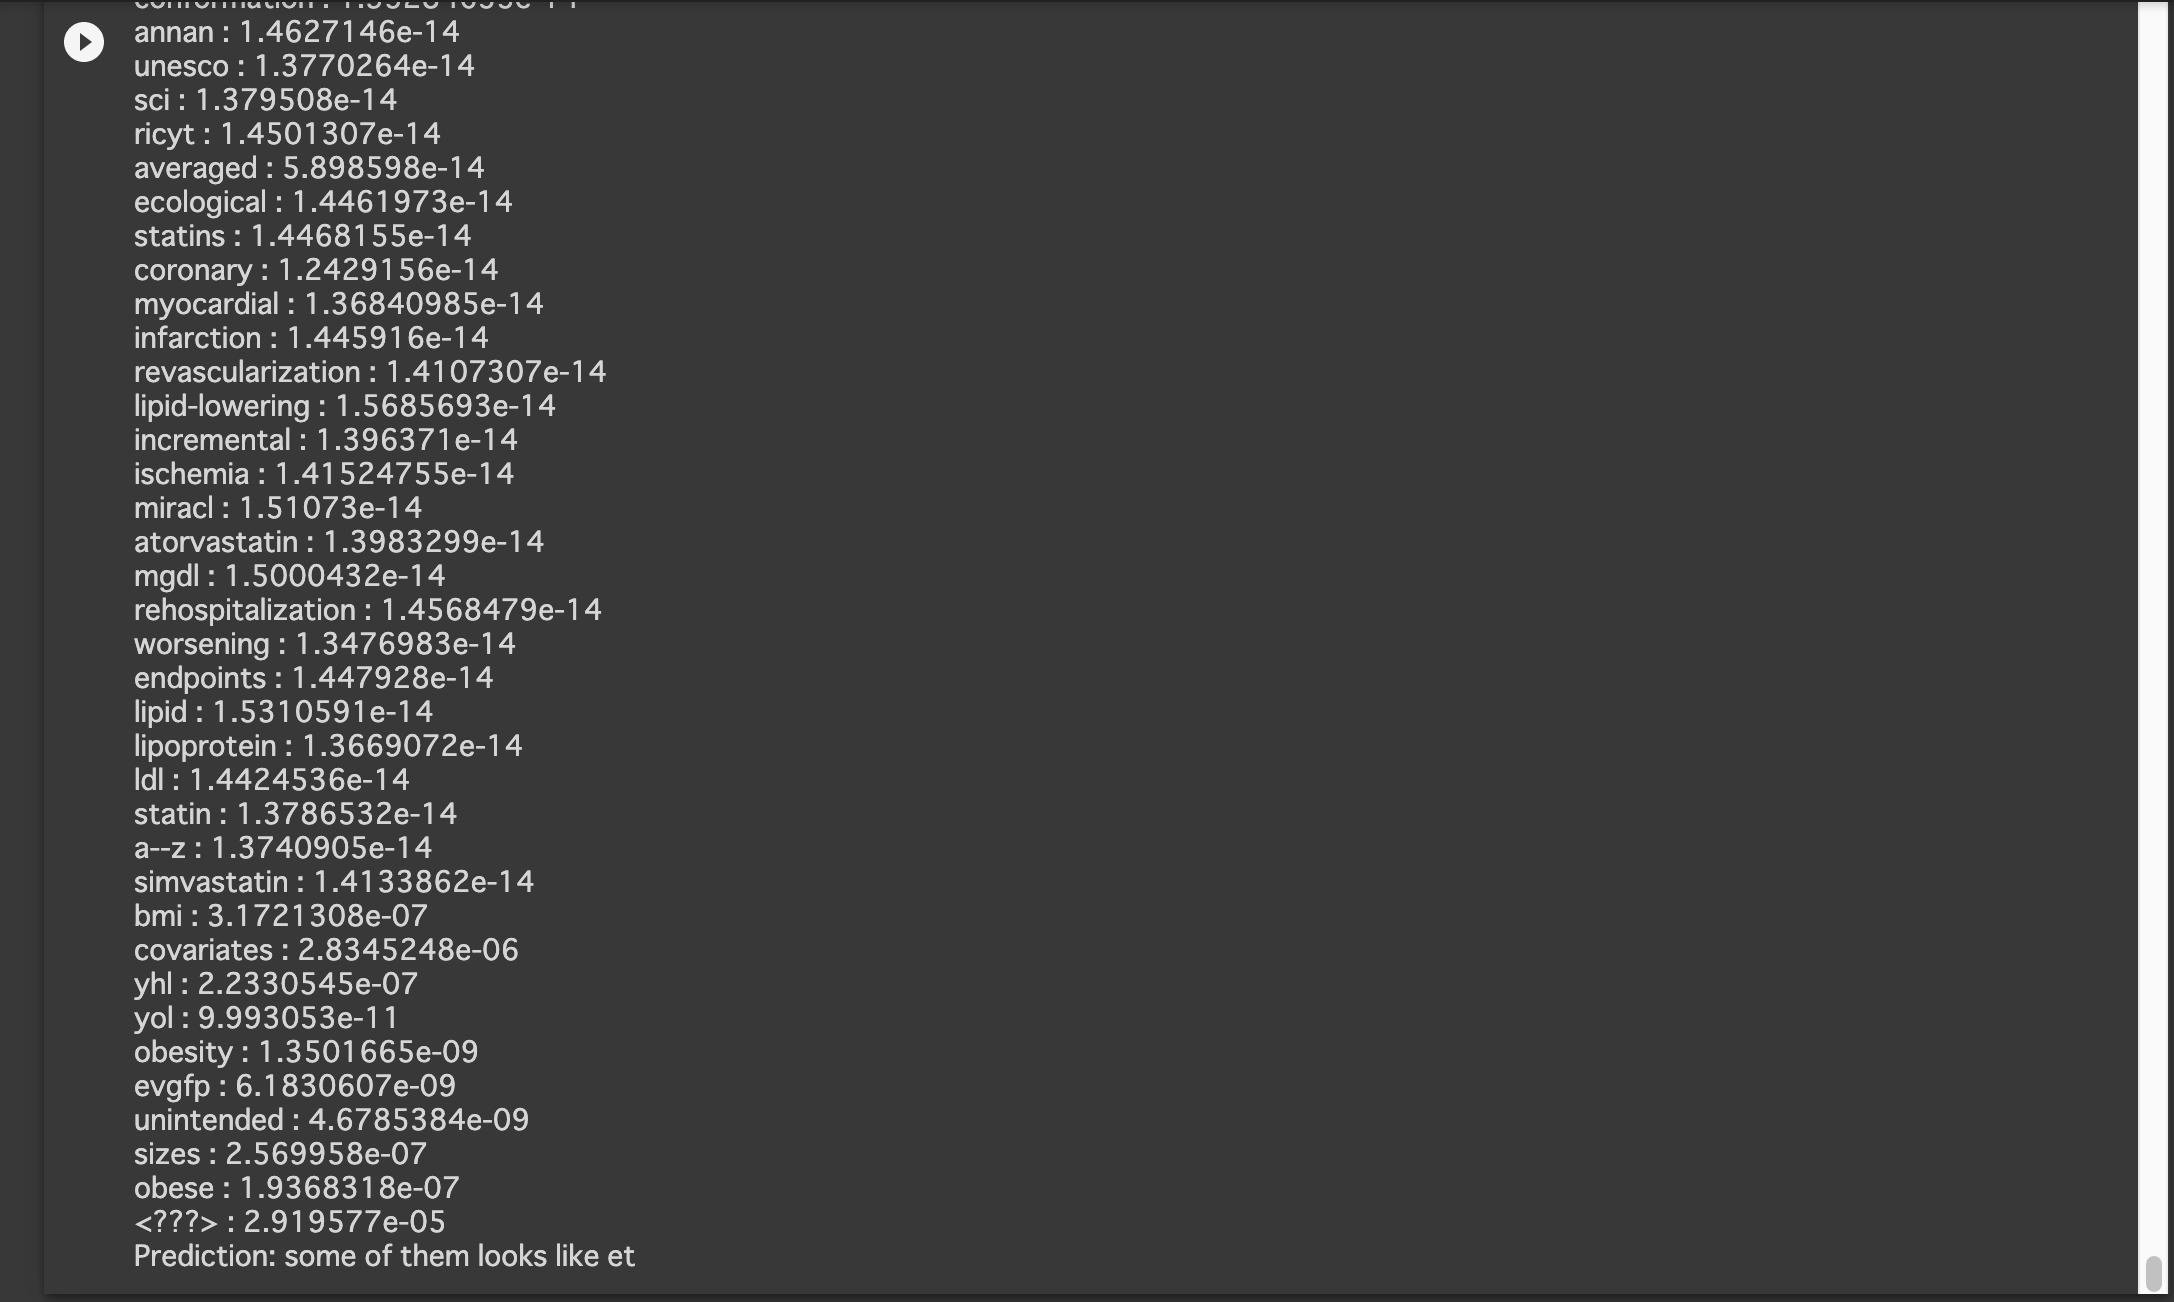 annan : 1.4627146e-14
unesco : 1.3770264e-14
sci : 1.379508e-14
ricyt : 1.4501307e-14
averaged : 5.898598e-14
ecological : 1.4461973e-14
statins : 1.4468155e-14
coronary : 1.2429156e-14
myocardial : 1.36840985e-14
infarction : 1.445916e-14
revascularization : 1.4107307e-14
lipid-lowering : 1.5685693e-14
incremental : 1.396371e-14
ischemia : 1.41524755e-14
miracl : 1.51073e-14
atorvastatin : 1.3983299e-14
mgdl : 1.5000432e-14
rehospitalization : 1.4568479e-14
worsening : 1.3476983e-14
endpoints : 1.447928e-14
lipid : 1.5310591e-14
lipoprotein : 1.3669072e-14
ldl : 1.4424536e-14
statin : 1.3786532e-14
a--z : 1.3740905e-14
simvastatin : 1.4133862e-14
bmi : 3.1721308e-07
covariates : 2.8345248e-06
yhl : 2.2330545e-07
yol : 9.993053e-11
obesity : 1.3501665e-09
evgfp : 6.1830607e-09
unintended : 4.6785384e-09
sizes : 2.569958e-07
obese : 1.9368318e-07
<???> : 2.919577e-05
Prediction: some of them looks like et